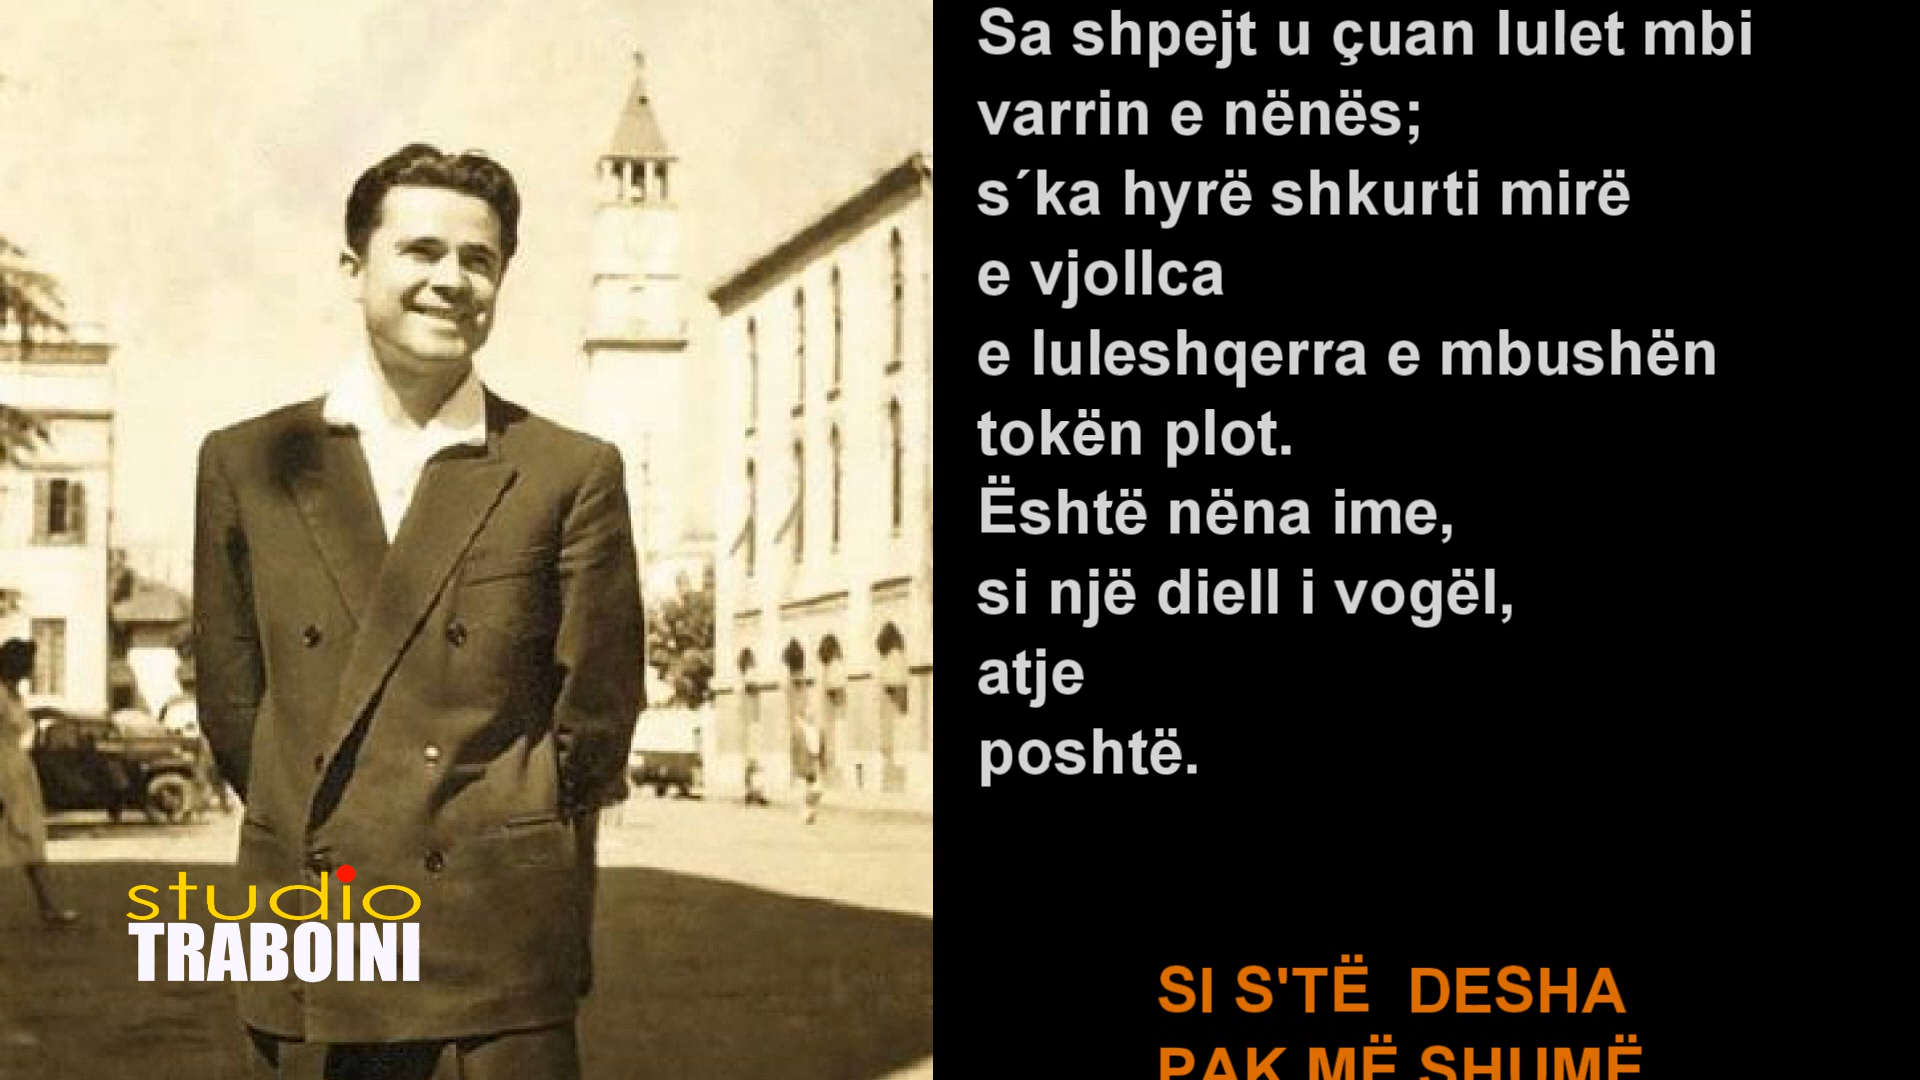 Sa shpejt u çuan lulet mbi
varrin e nënës;
s´ka hyrë shkurti mirë
e vjollca
e luleshqerra e mbushën
tokën plot.
Është nëna ime,
si një diell i vogël,
atje
poshtë.
studio
TRABOINI
SI S'TË DESHA
PAK MË SHUMË